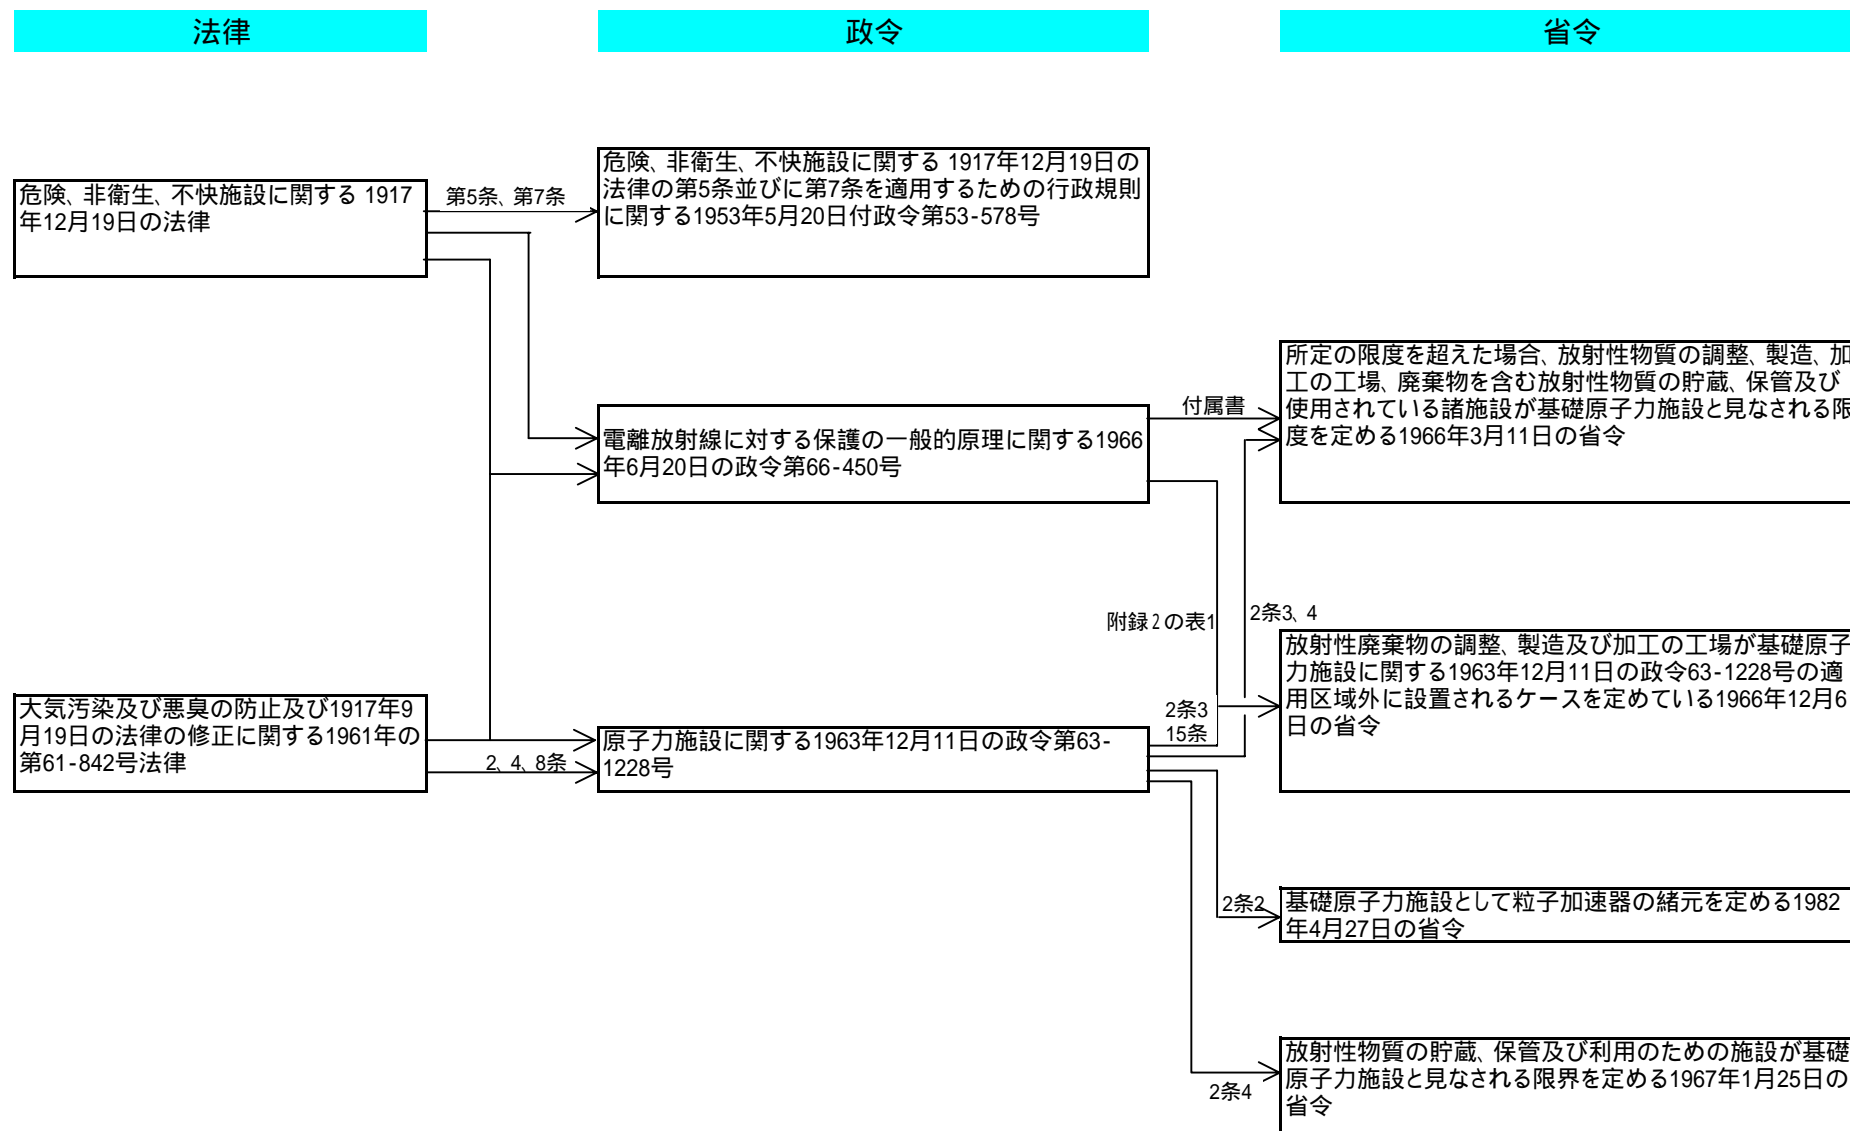 法律
政令
省令
危険、非衛生、不快施設に関する 1917
年12月19日の法律
第5条、第7条
危険、非衛生、不快施設に関する 1917年12月19日の
法律の第5条並びに第7条を適用するための行政規則
に関する1953年5月20日付政令第53-578号
所定の限度を超えた場合、放射性物質の調整、製造、加
工の工場、廃棄物を含む放射性物質の貯蔵、保管及び
使用されている諸施設が基礎原子力施設と見なされる限
度を定める1966年3月11日の省令
付属書
電離放射線に対する保護の一般的原理に関する1966
年6月20日の政令第66-450号
附録2の表1
2条3、4
放射性廃棄物の調整、製造及び加工の工場が基礎原子
力施設に関する1963年12月11日の政令63-1228号の適
用区域外に設置されるケースを定めている1966年12月6
日の省令
大気汚染及び悪臭の防止及び1917年9
月19日の法律の修正に関する1961年の
第61-842号法律
2、4、8条
原子力施設に関する1963年12月11日の政令第63-
1228号
2条3
15条
2条2
基礎原子力施設として粒子加速器の緒元を定める1982
年4月27日の省令
2条4
放射性物質の貯蔵、保管及び利用のための施設が基礎
原子力施設と見なされる限界を定める1967年1月25日の
省令